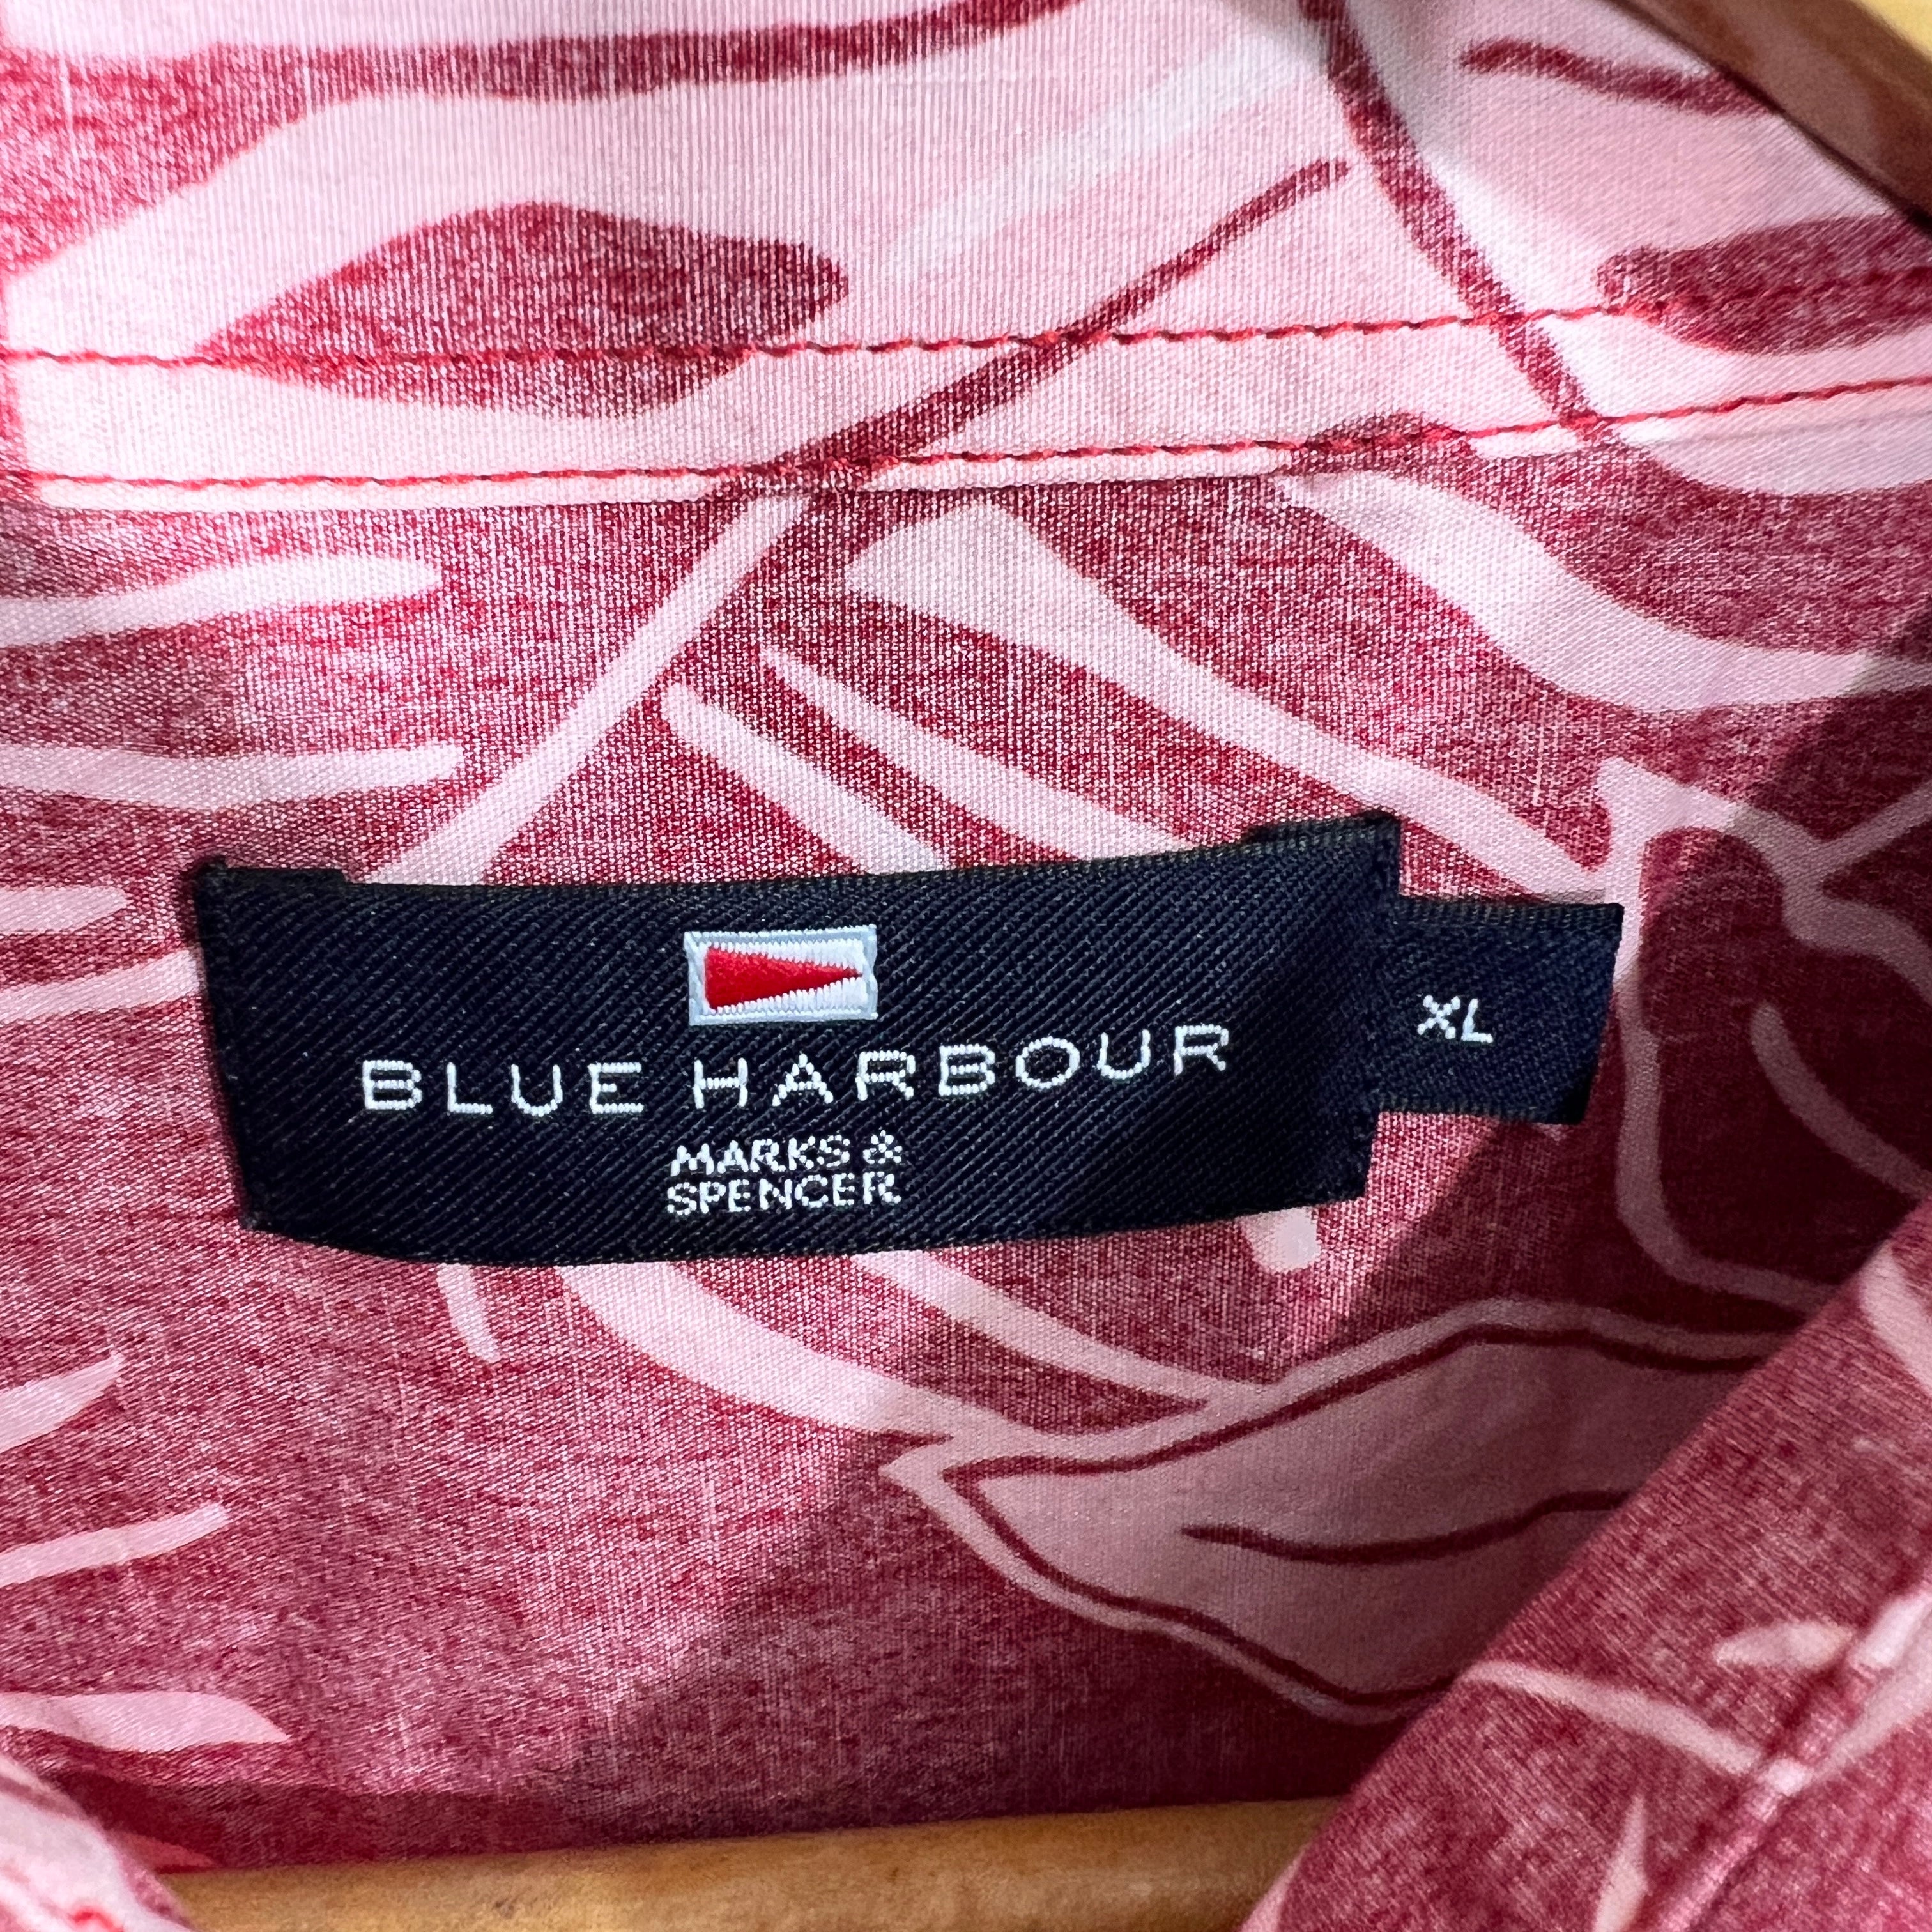 BLUE HARBOUR
MARKS &
SPENCER
XL